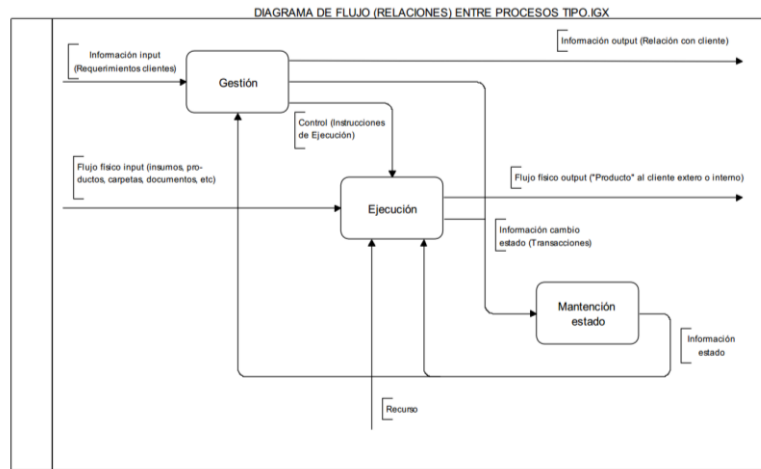 DIAGRAMA DE FLUJO (RELACIONES) ENTRE PROCESOS TIPO.IGX
Información input
(Requerimientos clientes)
Gestión
Información output (Relación con cliente)
Control (Instrucciones
de Ejecución)
Flujo físico input (insumos, pro-
ductos, carpetas, documentos, etc)
Ejecución
Flujo físico output ("Producto" al cliente extero o interno)
Información cambio
estado (Transacciones)
Mantención
estado
Información
estado
Recurso